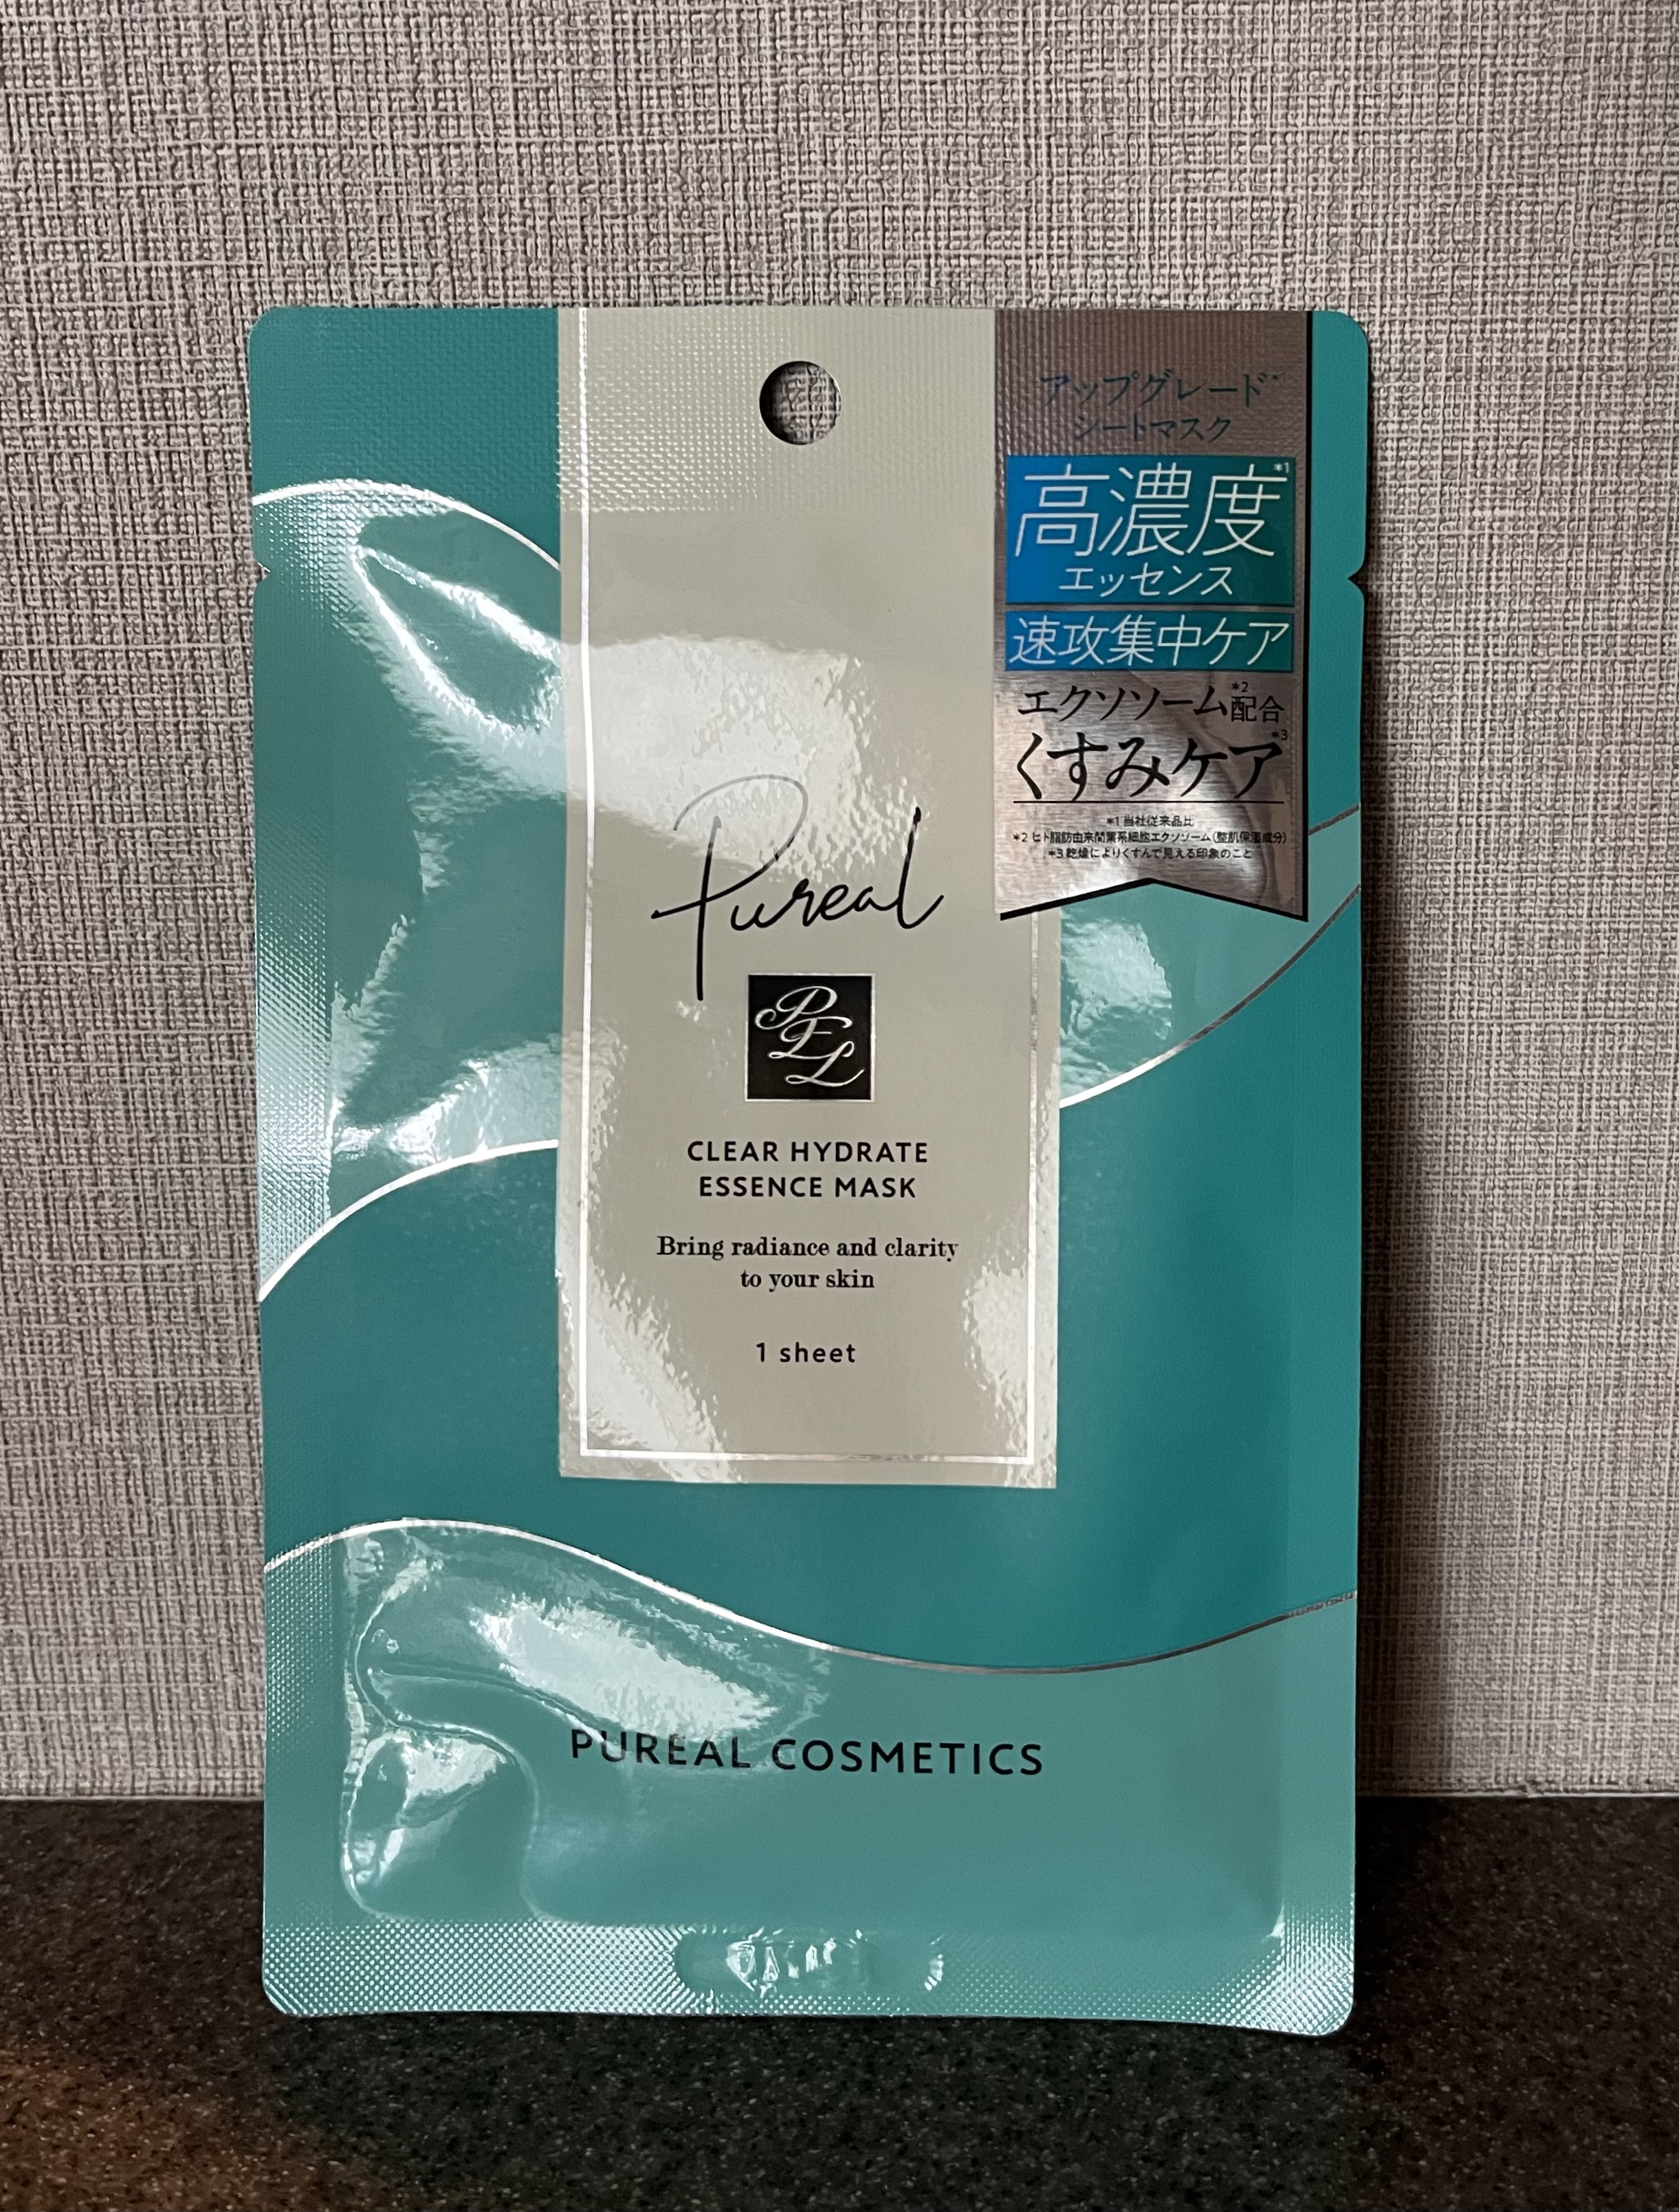 アップグレード*
シートマスク
高濃度*1
エッセンス
速攻集中ケア
エクソソーム*2配合
くすみケア*3
*1 当社従来品比
*2 ヒト脂肪由来間葉系細胞エクソソーム(整肌保湿成分)
*3 乾燥によりくすんで見える印象のこと
Pureal
PEL
CLEAR HYDRATE
ESSENCE MASK
Bring radiance and clarity
to your skin
1 sheet
PUREAL COSMETICS